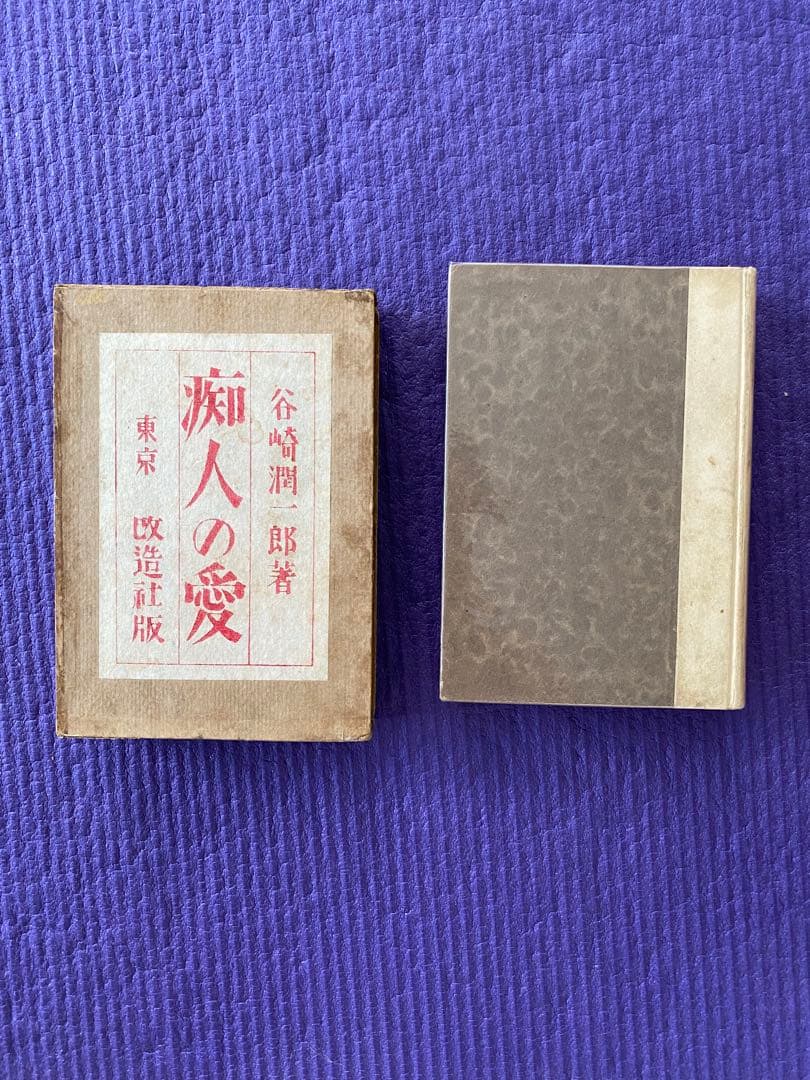 谷崎潤一郎著
痴人の愛
東京 改造社版